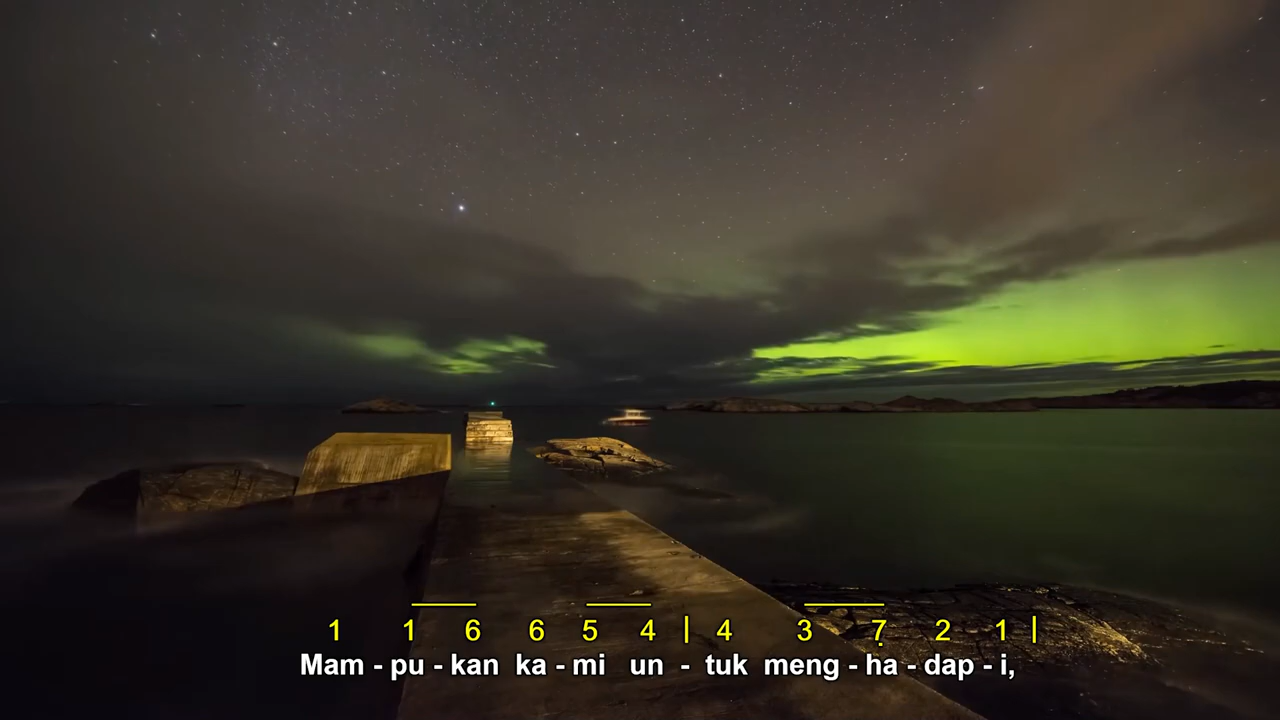 1 1 6 6 5 4 | 4 3 7̣ 2 1 |
Mam - pu - kan ka - mi un - tuk meng - ha - dap - i,